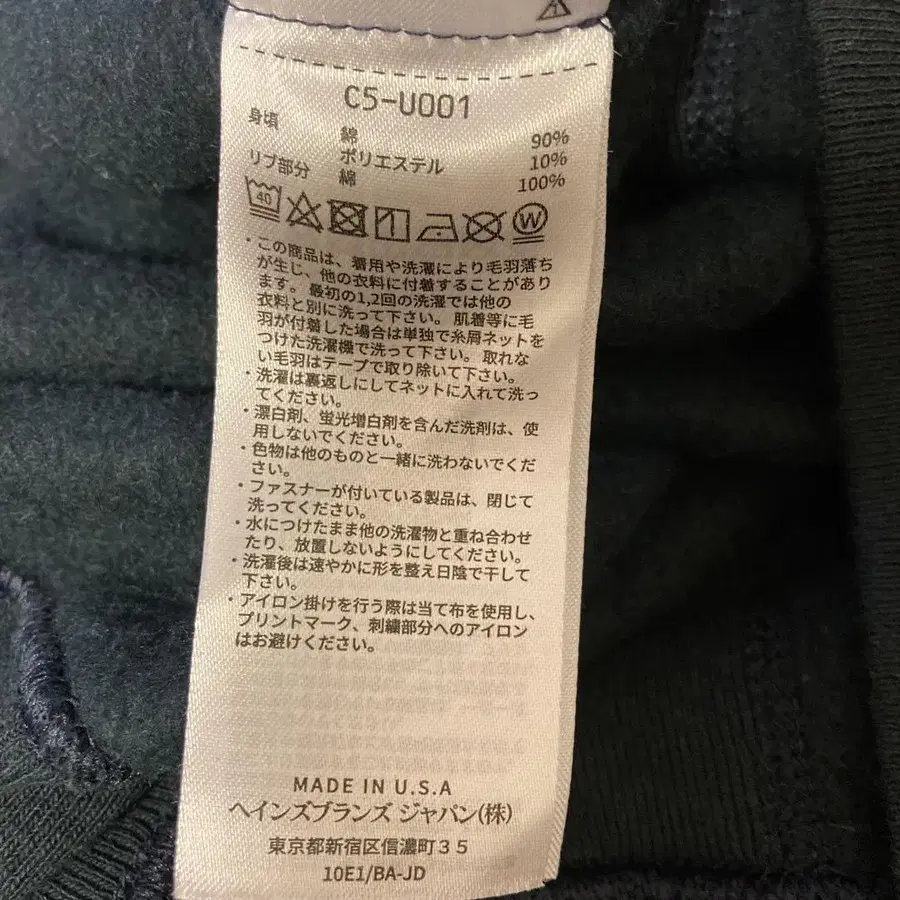 C5-U001
身頃 綿 90%
ポリエステル 10%
リブ部分 綿 100%
40 W
・この商品は、着用や洗濯により毛羽落ち
が生じ、他の衣料に付着することがあり
ます。最初の1,2回の洗濯では他の
衣料と別に洗って下さい。肌着等に毛
羽が付着した場合は単独で糸屑ネットを
つけた洗濯機で洗って下さい。取れな
い毛羽はテープで取り除いて下さい。
・洗濯は裏返しにしてネットに入れて洗っ
てください。
・漂白剤、蛍光増白剤を含んだ洗剤は、使
用しないでください。
・色物は他のものと一緒に洗わないでくだ
さい。
・ファスナーが付いている製品は、閉じて
洗ってください。
・水につけたまま他の洗濯物と重ね合わせ
たり、放置しないようにしてください。
・洗濯後は速やかに形を整え日陰で干して
下さい。
・アイロン掛けを行う際は当て布を使用し、
プリントマーク、刺繍部分へのアイロン
はお避けください。
MADE IN U.S.A
ヘインズブランズ ジャパン(株)
東京都新宿区信濃町35
10E1/BA-JD